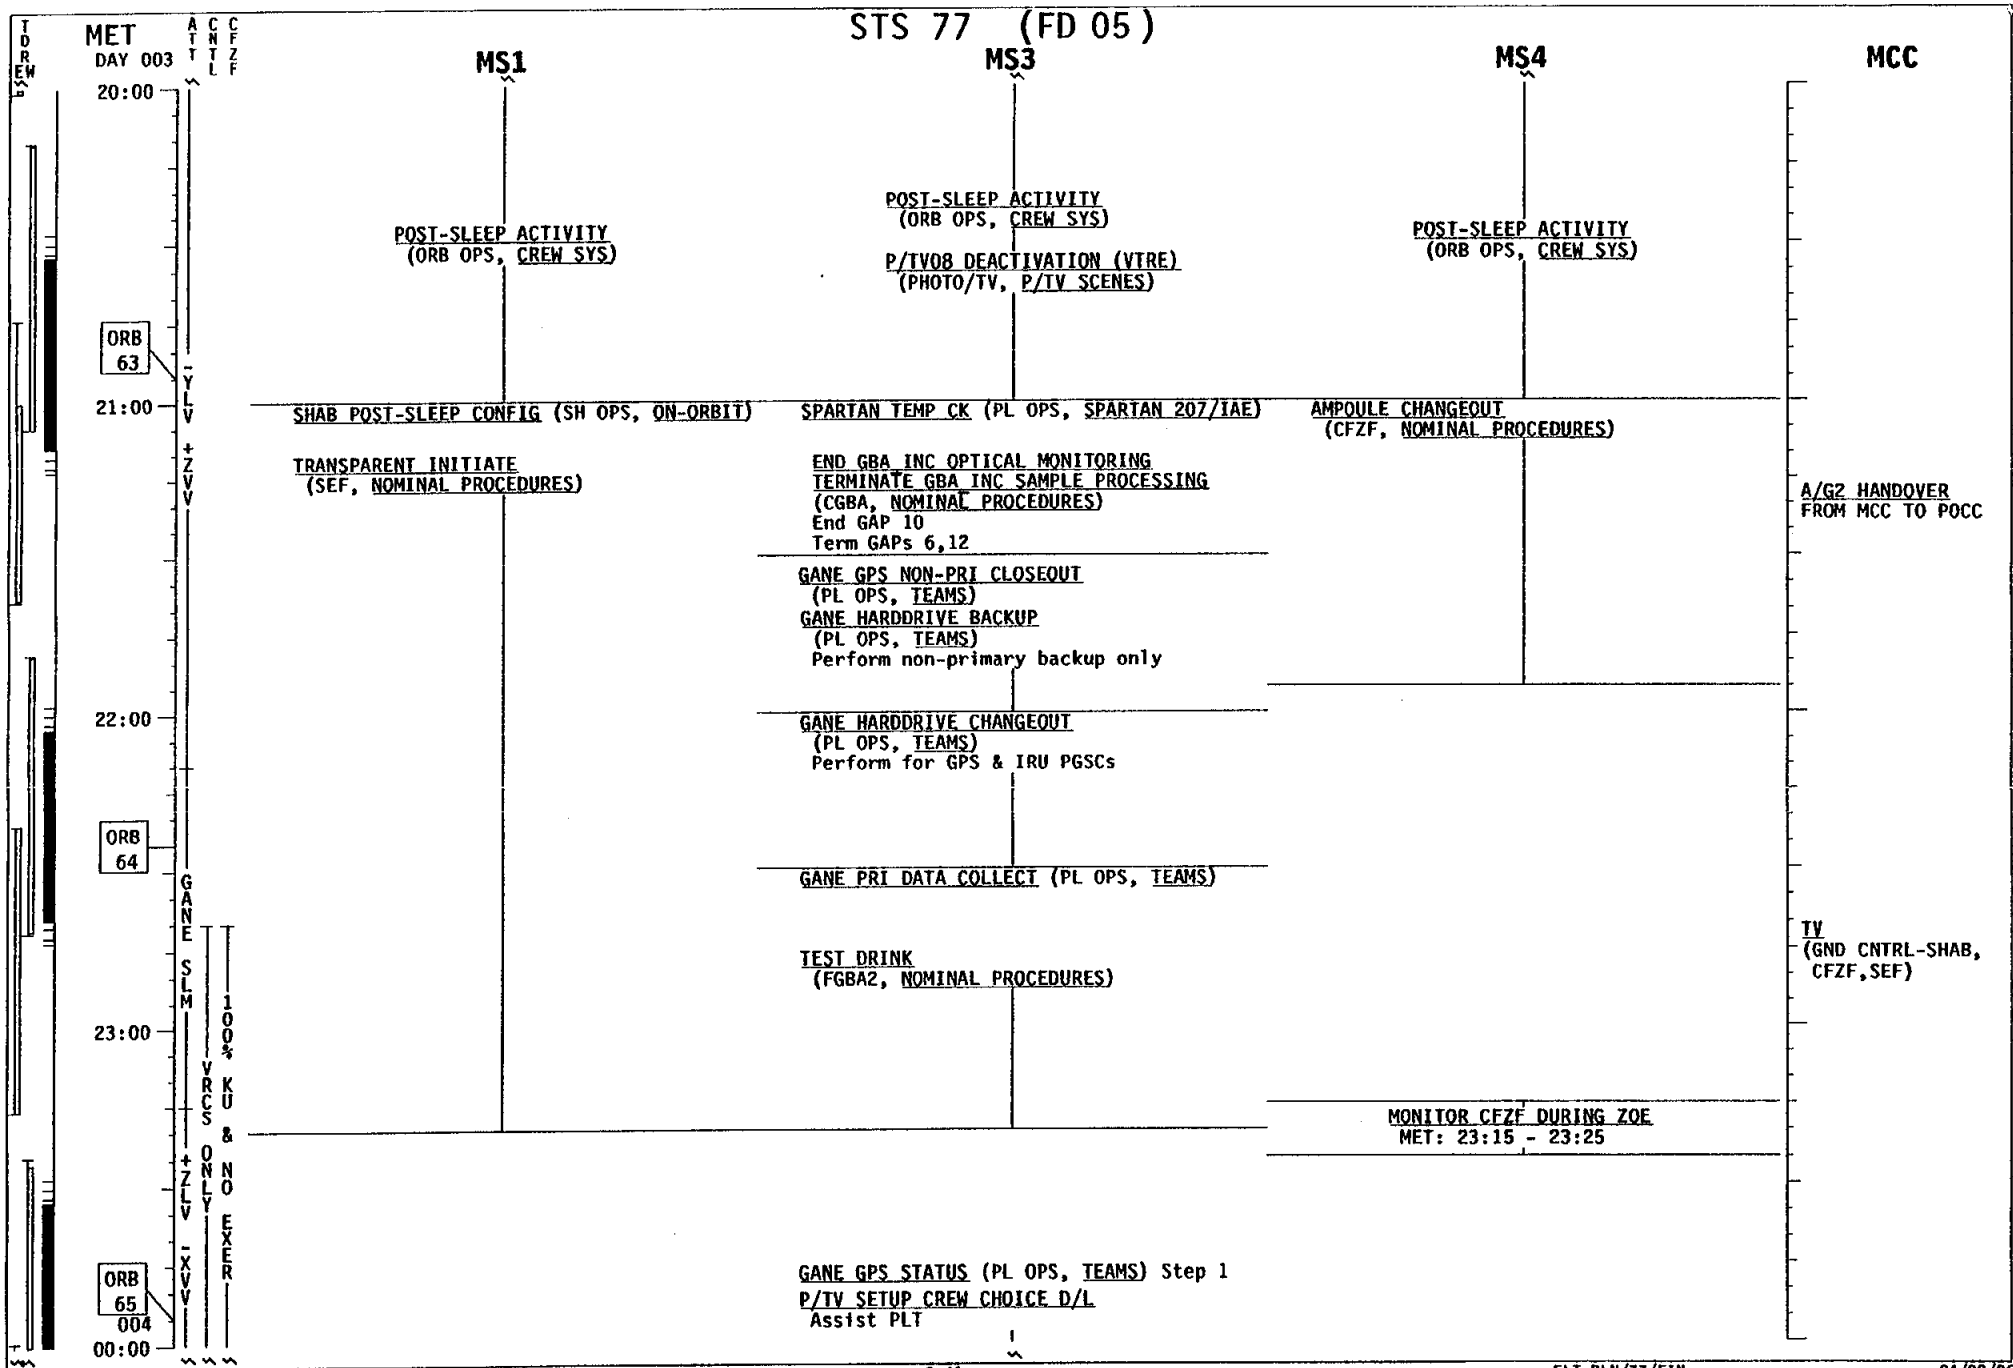 STS 77 (FD 05)
TDRE W
MET
DAY 003
ATT
CNTL
CFZF
MS1
MS3
MS4
MCC
20:00
POST-SLEEP ACTIVITY
(ORB OPS, CREW SYS)
POST-SLEEP ACTIVITY
(ORB OPS, CREW SYS)
P/TV08 DEACTIVATION (VTRE)
(PHOTO/TV, P/TV SCENES)
POST-SLEEP ACTIVITY
(ORB OPS, CREW SYS)
ORB
63
-YLV +ZVV
21:00
SHAB POST-SLEEP CONFIG (SH OPS, ON-ORBIT)
TRANSPARENT INITIATE
(SEF, NOMINAL PROCEDURES)
SPARTAN TEMP CK (PL OPS, SPARTAN 207/IAE)
END GBA INC OPTICAL MONITORING
TERMINATE GBA INC SAMPLE PROCESSING
(CGBA, NOMINAL PROCEDURES)
End GAP 10
Term GAPs 6,12
AMPOULE CHANGEOUT
(CFZF, NOMINAL PROCEDURES)
A/G2 HANDOVER
FROM MCC TO POCC
GANE GPS NON-PRI CLOSEOUT
(PL OPS, TEAMS)
GANE HARDDRIVE BACKUP
(PL OPS, TEAMS)
Perform non-primary backup only
22:00
GANE HARDDRIVE CHANGEOUT
(PL OPS, TEAMS)
Perform for GPS & IRU PGSCs
ORB
64
GANE SLM
GANE PRI DATA COLLECT (PL OPS, TEAMS)
TV
(GND CNTRL-SHAB,
CFZF,SEF)
TEST DRINK
(FGBA2, NOMINAL PROCEDURES)
23:00
VRCS ONLY
100% KU & NO EXER
MONITOR CFZF DURING ZOE
MET: 23:15 - 23:25
+ZLV -XVV
GANE GPS STATUS (PL OPS, TEAMS) Step 1
P/TV SETUP CREW CHOICE D/L
Assist PLT
ORB
65
004
00:00